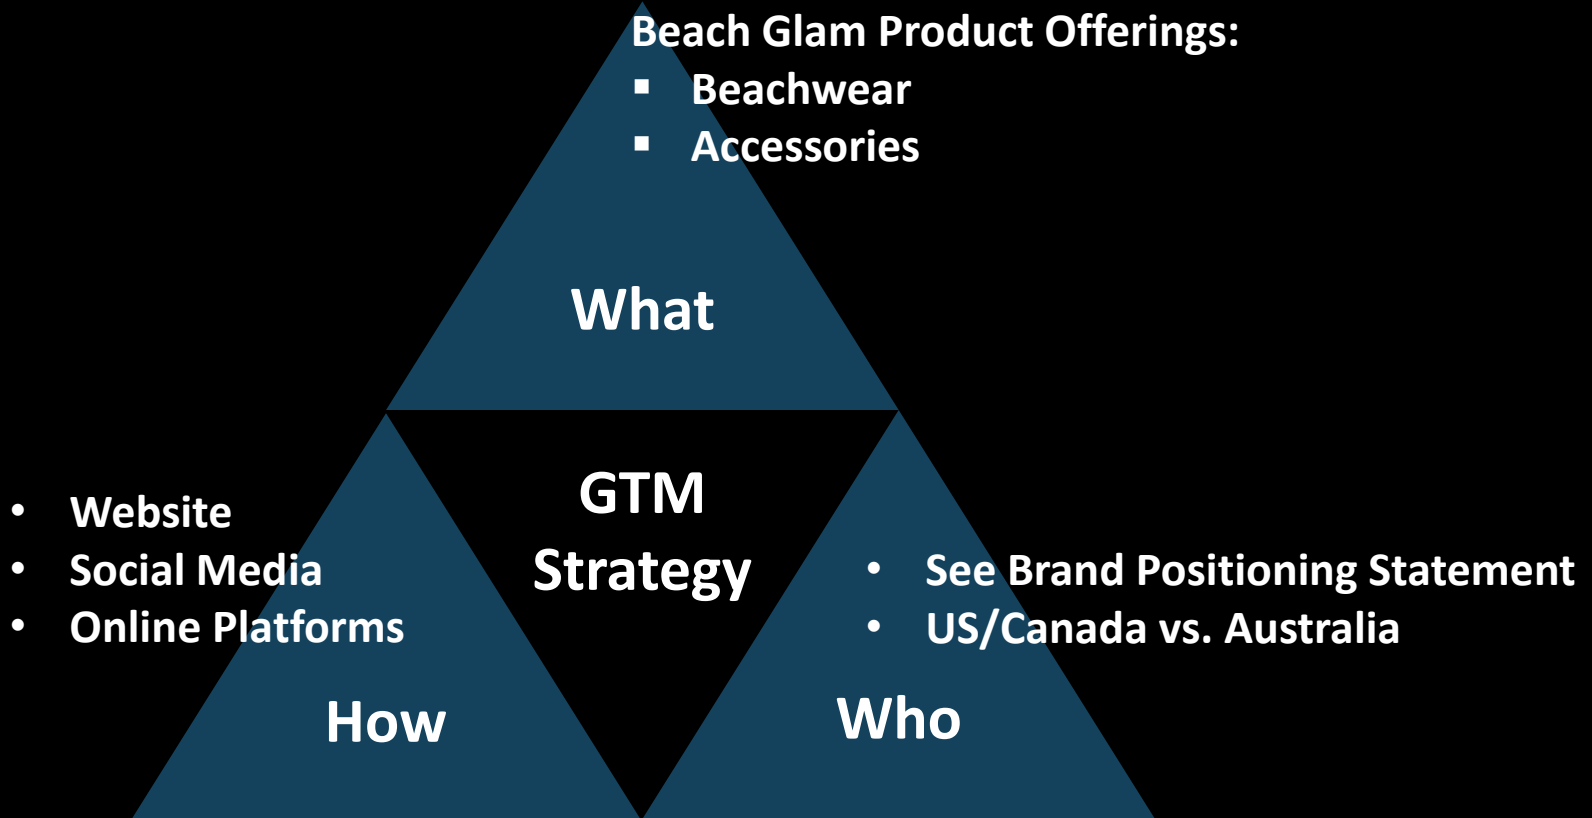 Beach Glam Product Offerings:
▪ Beachwear
▪ Accessories
What
GTM
Strategy
• Website
• Social Media
• Online Platforms
How
• See Brand Positioning Statement
• US/Canada vs. Australia
Who